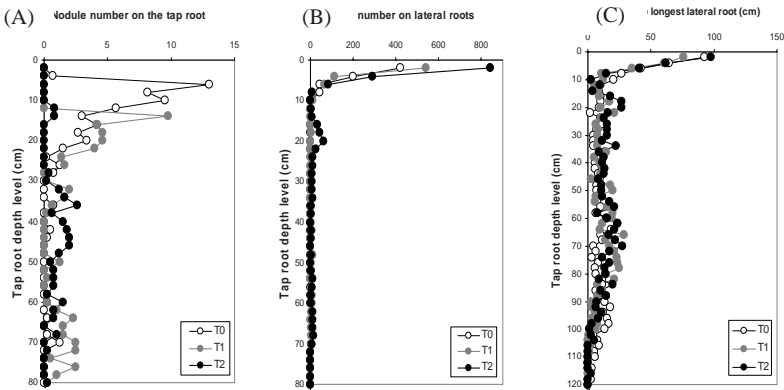 (A)
Nodule number on the tap root
0 5 10 15
Tap root depth level (cm)
0
10
20
30
40
50
60
70
80
T0
T1
T2
(B)
number on lateral roots
0 200 400 600 800
Tap root depth level (cm)
0
10
20
30
40
50
60
70
80
T0
T1
T2
(C)
longest lateral root (cm)
0 50 100 150
Tap root depth level (cm)
0
10
20
30
40
50
60
70
80
90
100
110
120
T0
T1
T2